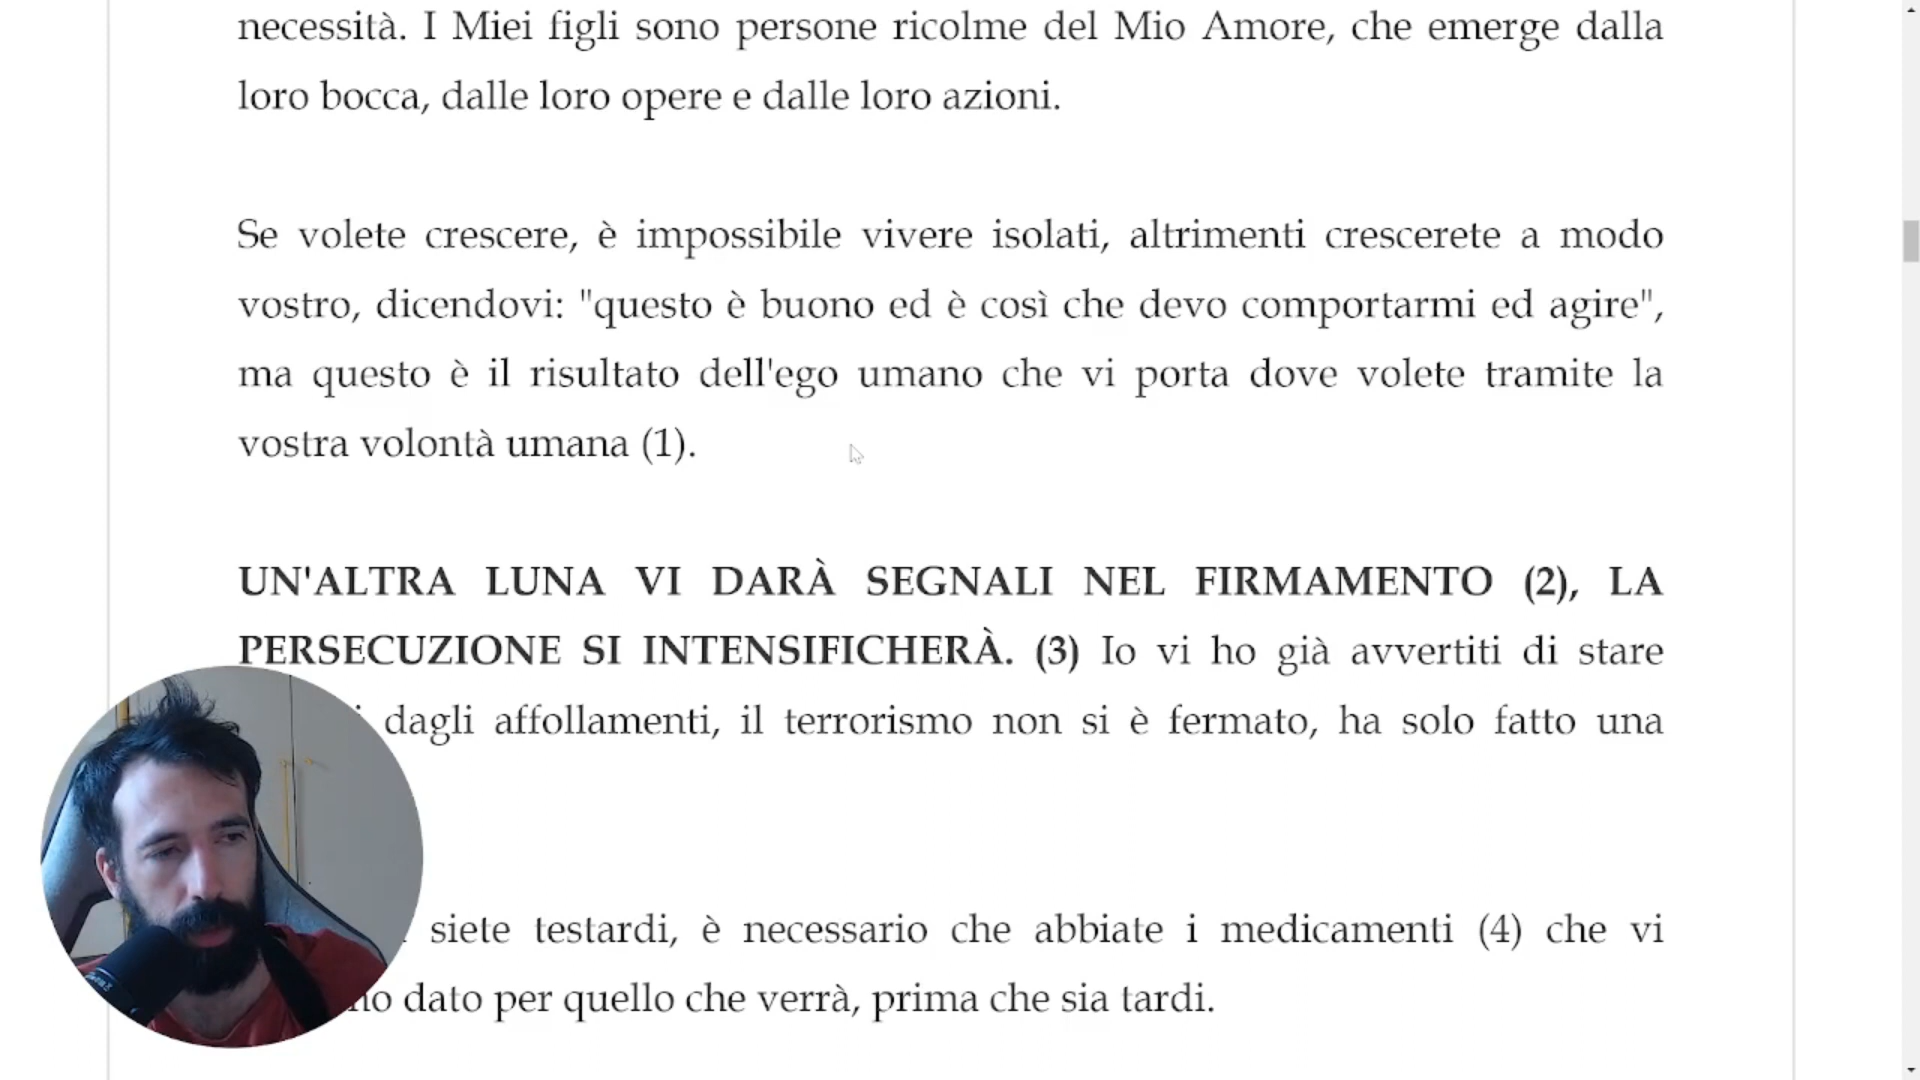 necessità. I Miei figli sono persone ricolme del Mio Amore, che emerge dalla
loro bocca, dalle loro opere e dalle loro azioni.
Se volete crescere, è impossibile vivere isolati, altrimenti crescerete a modo
vostro, dicendovi: "questo è buono ed è così che devo comportarmi ed agire",
ma questo è il risultato dell'ego umano che vi porta dove volete tramite la
vostra volontà umana (1).
UN'ALTRA LUNA VI DARÀ SEGNALI NEL FIRMAMENTO (2), LA
PERSECUZIONE SI INTENSIFICHERÀ. (3) Io vi ho già avvertiti di stare
dagli affollamenti, il terrorismo non si è fermato, ha solo fatto una
siete testardi, è necessario che abbiate i medicamenti (4) che vi
dato per quello che verrà, prima che sia tardi.